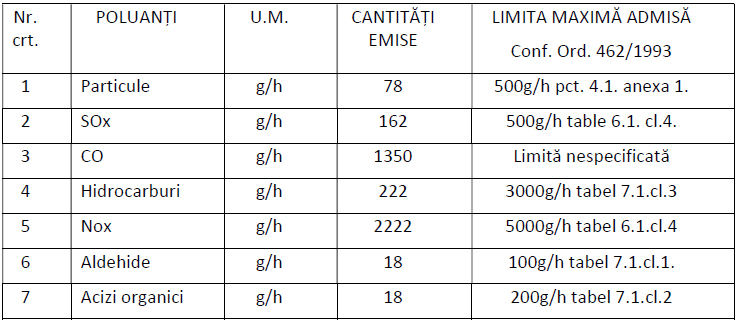 Nr. crt. POLUANȚI U.M. CANTITĂȚI EMISE LIMITA MAXIMĂ ADMISĂ Conf. Ord. 462/1993
1 Particule g/h 78 500g/h pct. 4.1. anexa 1.
2 SOx g/h 162 500g/h table 6.1. cl.4.
3 CO g/h 1350 Limită nespecificată
4 Hidrocarburi g/h 222 3000g/h tabel 7.1.cl.3
5 Nox g/h 2222 5000g/h tabel 6.1.cl.4
6 Aldehide g/h 18 100g/h tabel 7.1.cl.1.
7 Acizi organici g/h 18 200g/h tabel 7.1.cl.2